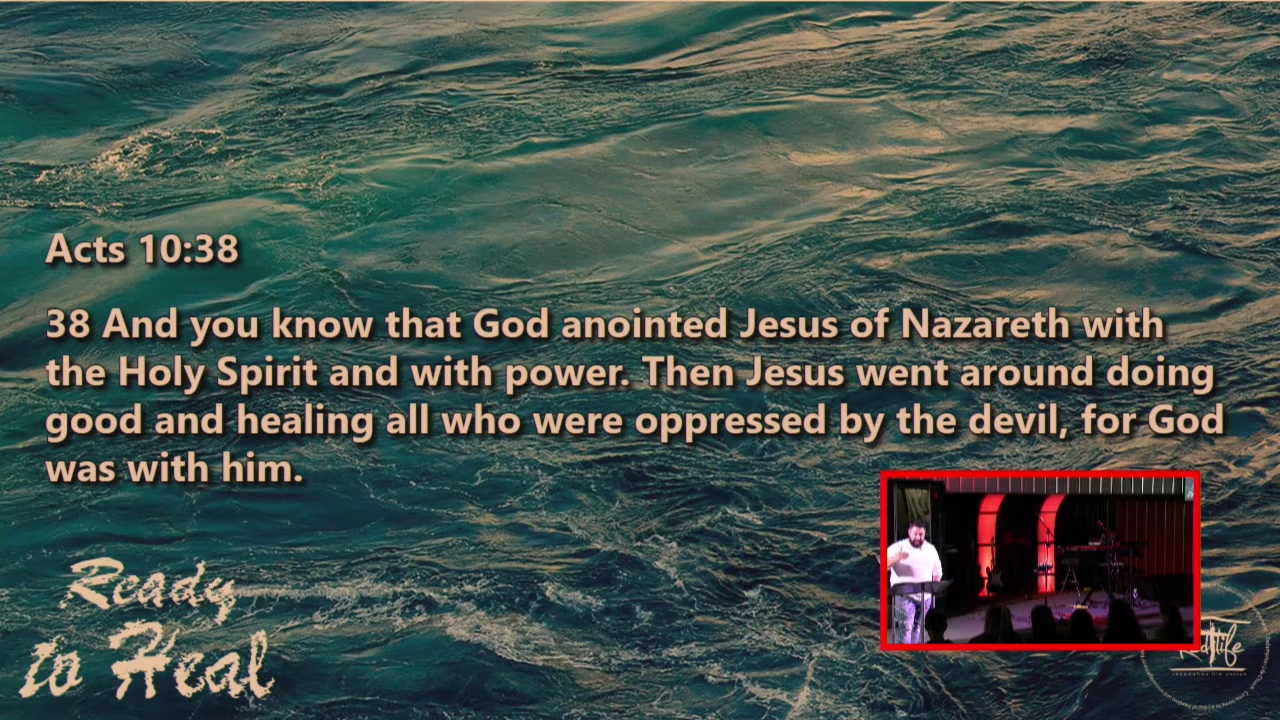 Acts 10:38
38 And you know that God anointed Jesus of Nazareth with
the Holy Spirit and with power. Then Jesus went around doing
good and healing all who were oppressed by the devil, for God
was with him.
Ready
to Heal
life